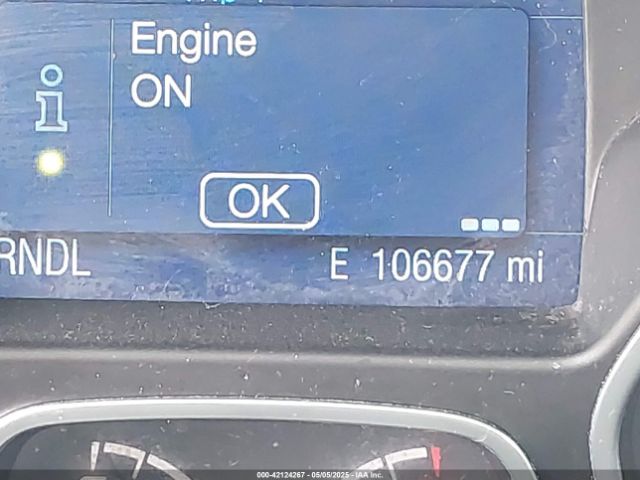 Engine
ON
OK
RNDL
E 106677 mi
000-42124267 - 05/05/2025 - IAA Inc.